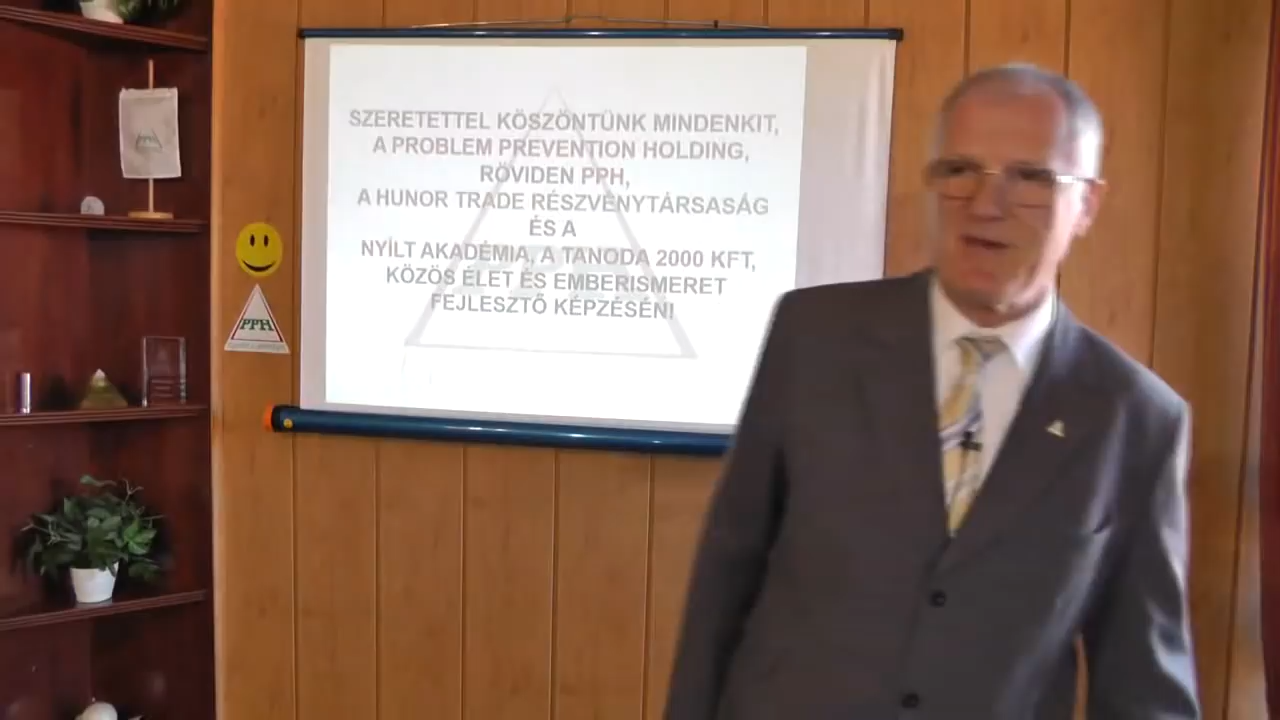 SZERETETTEL KÖSZÖNTÜNK MINDENKIT,
A PROBLEM PREVENTION HOLDING,
RÖVIDEN PPH,
A HUNOR TRADE RÉSZVÉNYTÁRSASÁG
ÉS A
NYÍLT AKADÉMIA, A TANODA 2000 KFT,
KÖZÖS ÉLET ÉS EMBERISMERET
FEJLESZTŐ KÉPZÉSÉN!
PPH